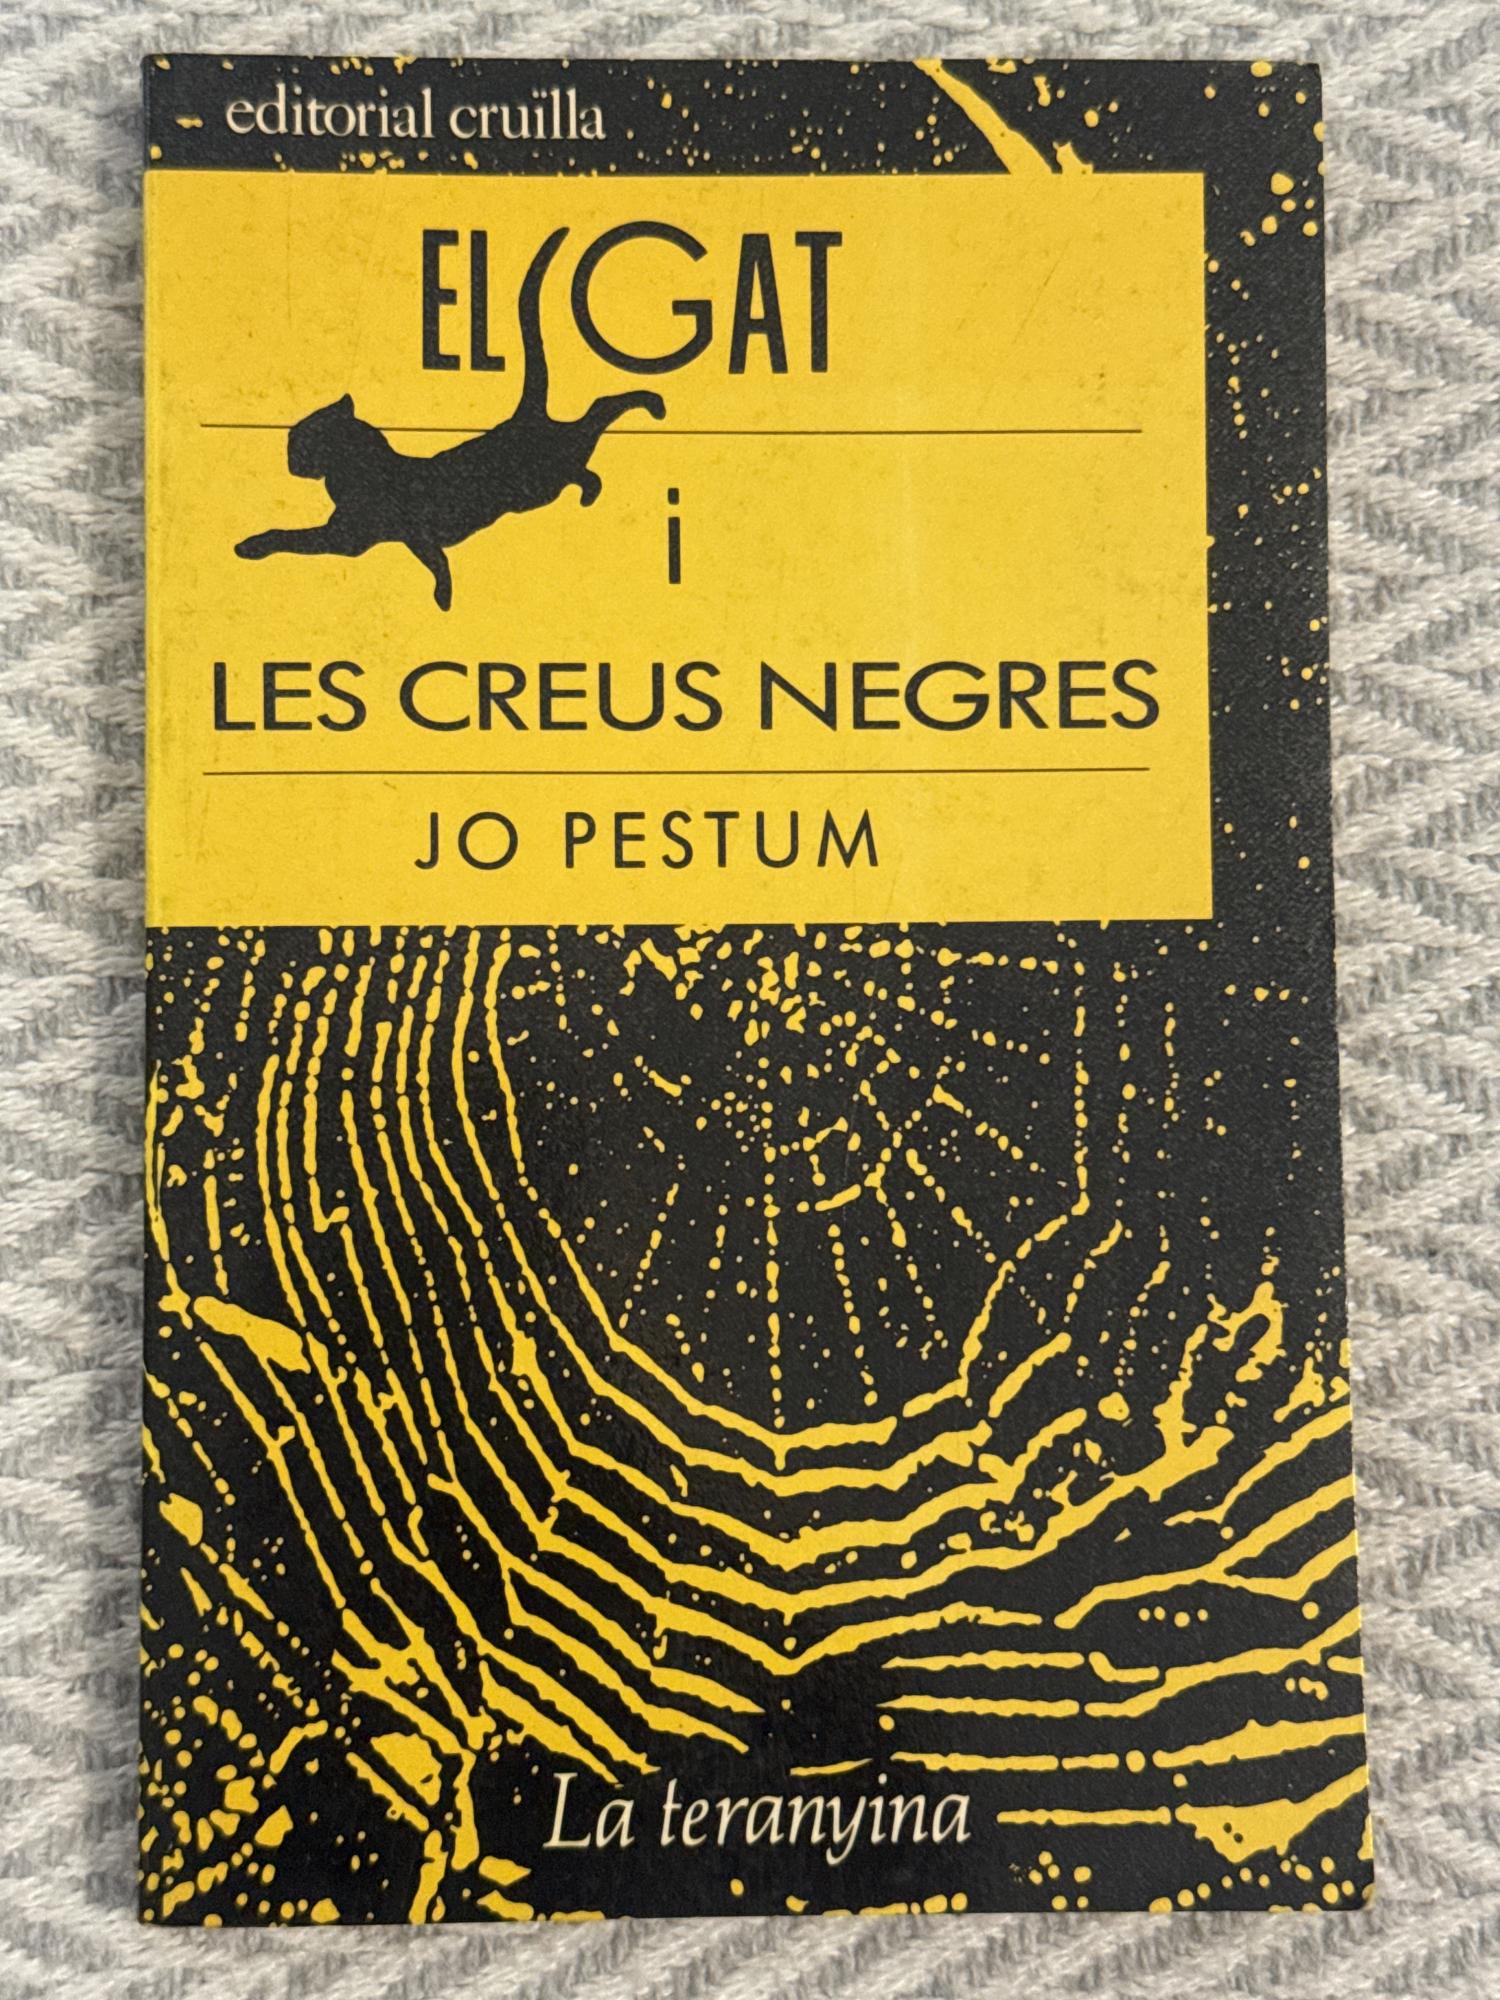 editorial cruïlla
EL GAT
i
LES CREUS NEGRES
JO PESTUM
La teranyina